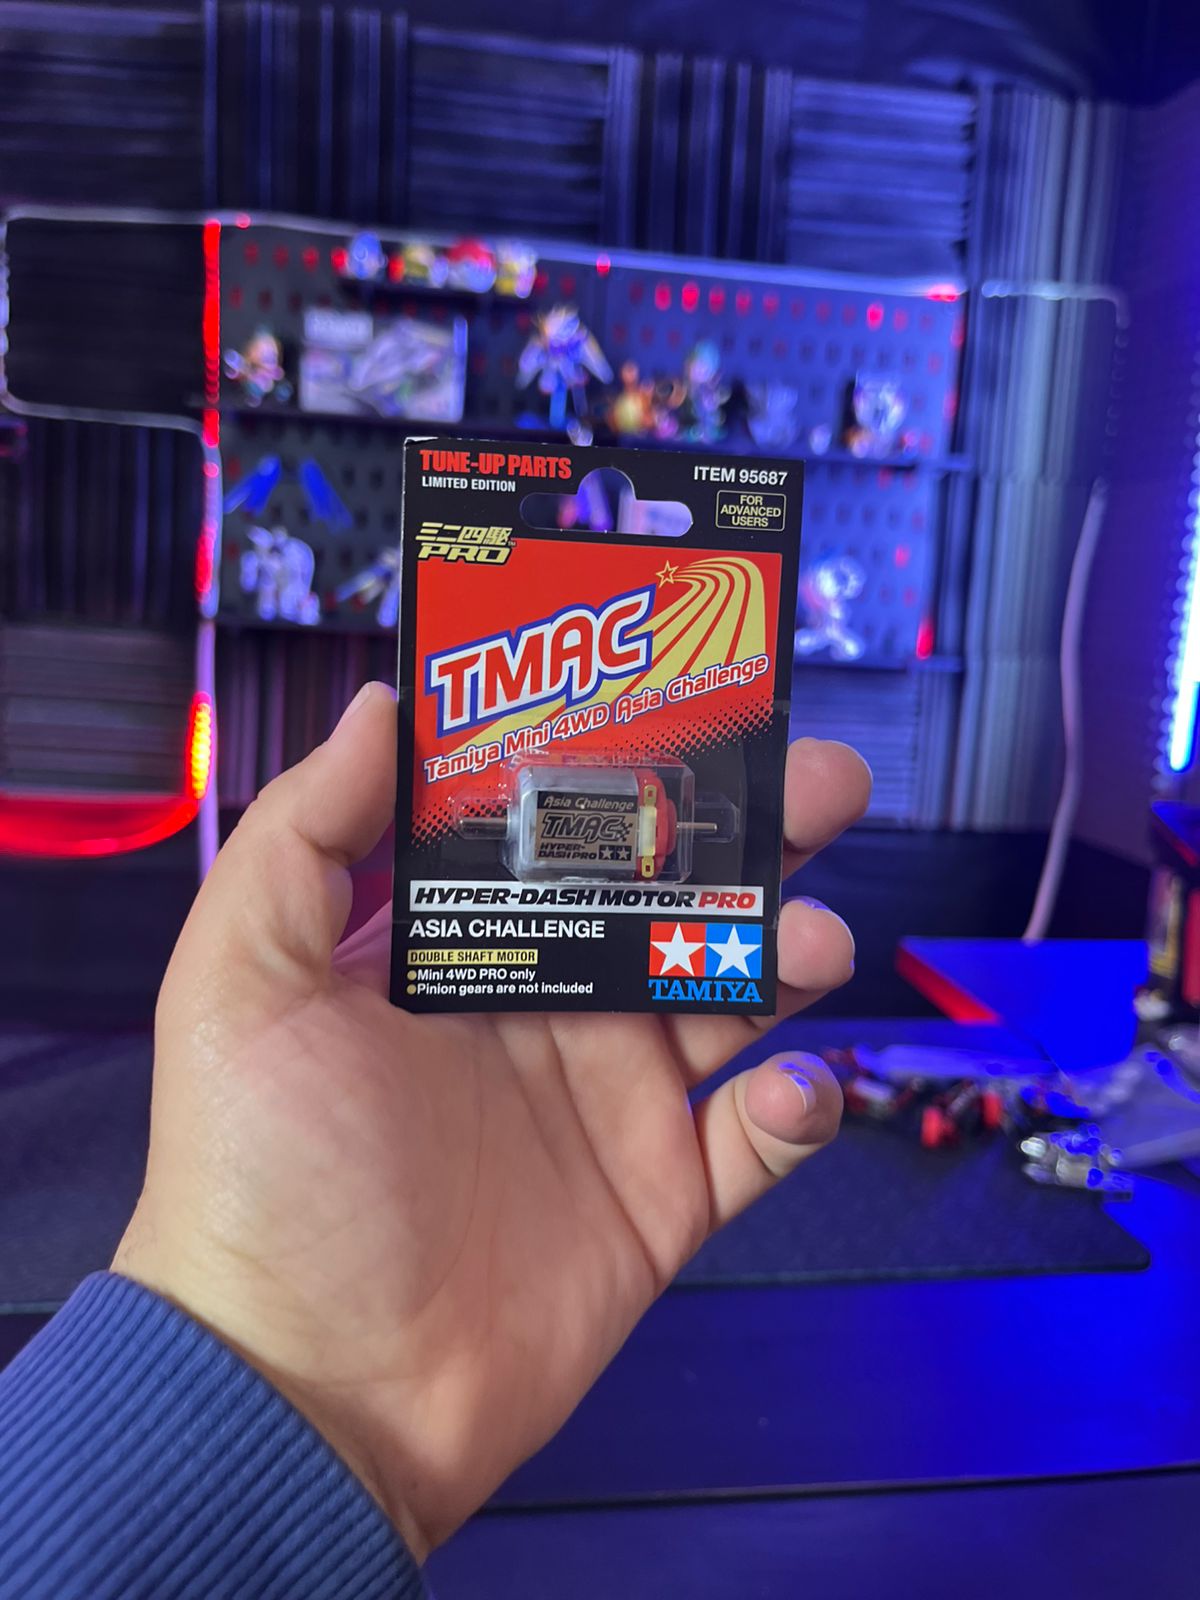 TUNE-UP PARTS
LIMITED EDITION
ITEM 95687
FOR
ADVANCED
USERS
ミニ四駆
PRO
TMAC
Tamiya Mini 4WD Asia Challenge
Asia Challenge
TMAC
HYPER-
DASH PRO
HYPER-DASH MOTOR PRO
ASIA CHALLENGE
DOUBLE SHAFT MOTOR
●Mini 4WD PRO only
●Pinion gears are not included
TAMIYA